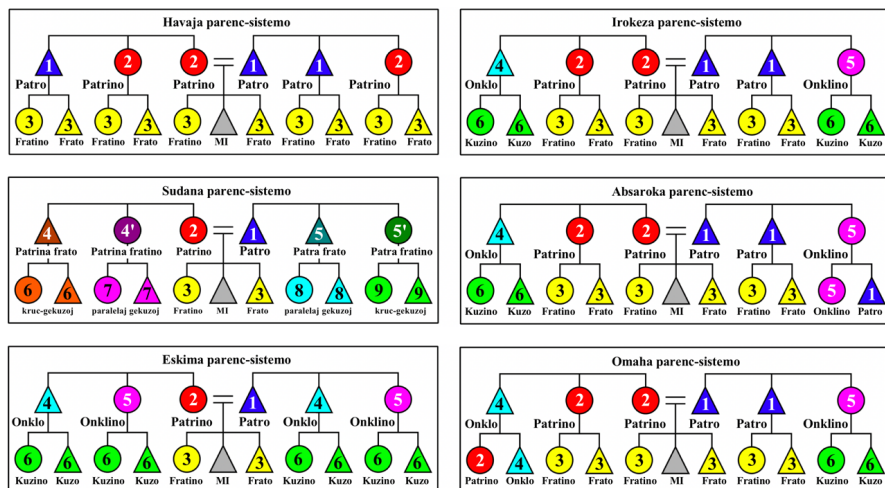 Havaja parenc-sistemo
1 2 2 1 1 2
Patro Patrino Patrino Patro Patro Patrino
3 3 3 3 3 3 3 3 3 3 3
Fratino Frato Fratino Frato Fratino MI Frato Fratino Frato Fratino Frato
Irokeza parenc-sistemo
4 2 2 1 1 5
Onklo Patrino Patrino Patro Patro Onklino
6 6 3 3 3 3 3 3 6 6
Kuzino Kuzo Fratino Frato Fratino MI Frato Fratino Frato Kuzino Kuzo
Sudana parenc-sistemo
4 4' 2 1 5 5'
Patrina frato Patrina fratino Patrino Patro Patra frato Patra fratino
6 6 7 7 3 3 8 8 9 9
kruc-gekuzoj paralelaj gekuzoj Fratino MI Frato paralelaj gekuzoj kruc-gekuzoj
Absaroka parenc-sistemo
4 2 2 1 1 5
Onklo Patrino Patrino Patro Patro Onklino
6 6 3 3 3 3 3 3 5 1
Kuzino Kuzo Fratino Frato Fratino MI Frato Fratino Frato Onklino Patro
Eskima parenc-sistemo
4 5 2 1 4 5
Onklo Onklino Patrino Patro Onklo Onklino
6 6 6 6 3 3 6 6 6 6
Kuzino Kuzo Kuzino Kuzo Fratino MI Frato Kuzino Kuzo Kuzino Kuzo
Omaha parenc-sistemo
4 2 2 1 1 5
Onklo Patrino Patrino Patro Patro Onklino
2 4 3 3 3 3 3 3 6 6
Patrino Onklo Fratino Frato Fratino MI Frato Fratino Frato Kuzino Kuzo